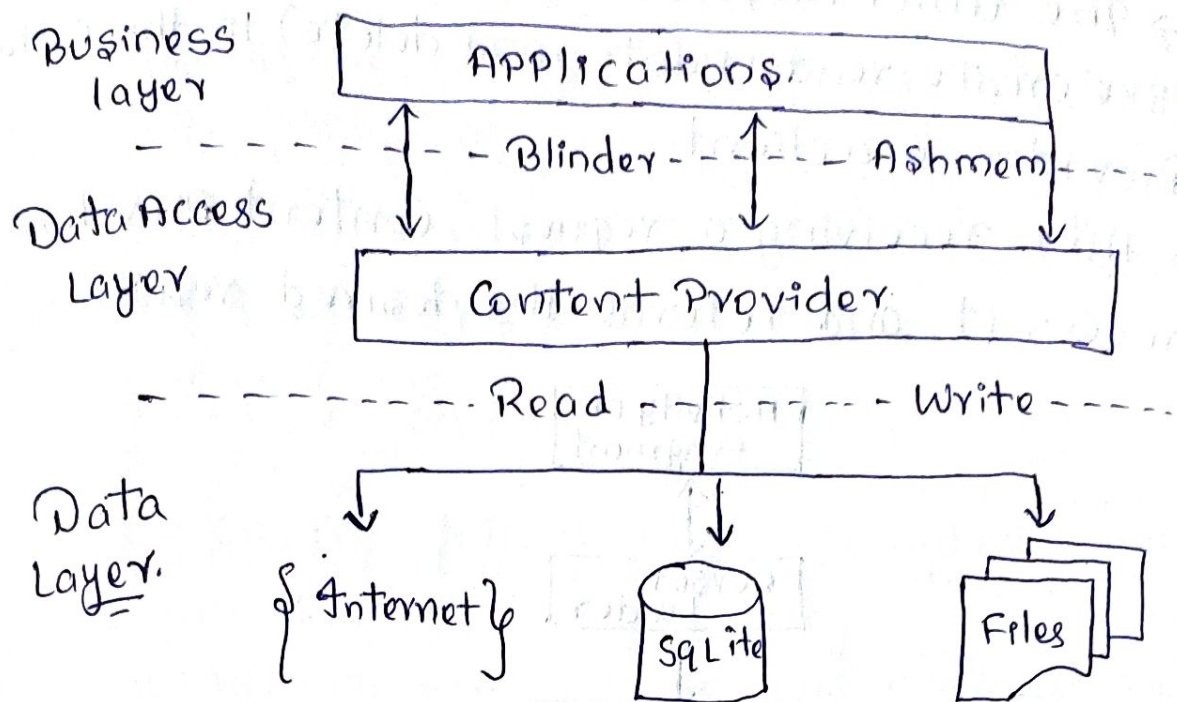 Business
layer
Applications.
Blinder
Ashmem
Data Access
Layer
Content Provider
Read
Write
Data
Layer.
{ Internet }
SqLite
Files